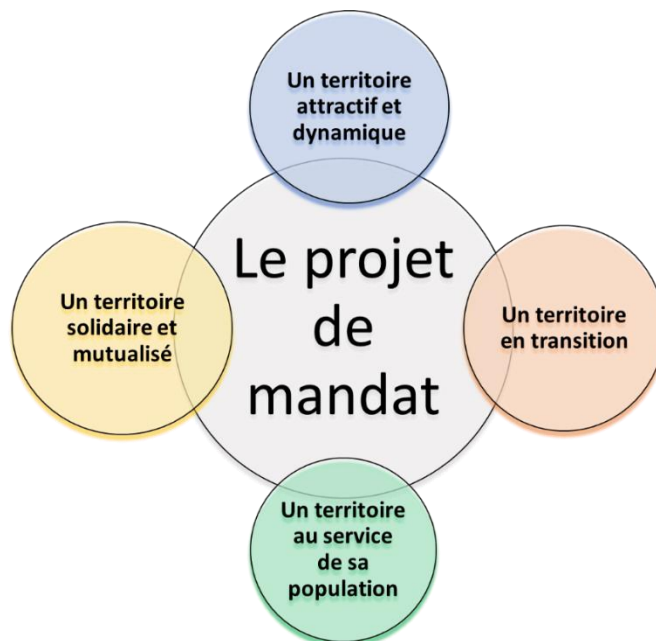 Un territoire
attractif et
dynamique
Le projet
de
mandat
Un territoire
solidaire et
mutualisé
Un territoire
en transition
Un territoire
au service
de sa
population